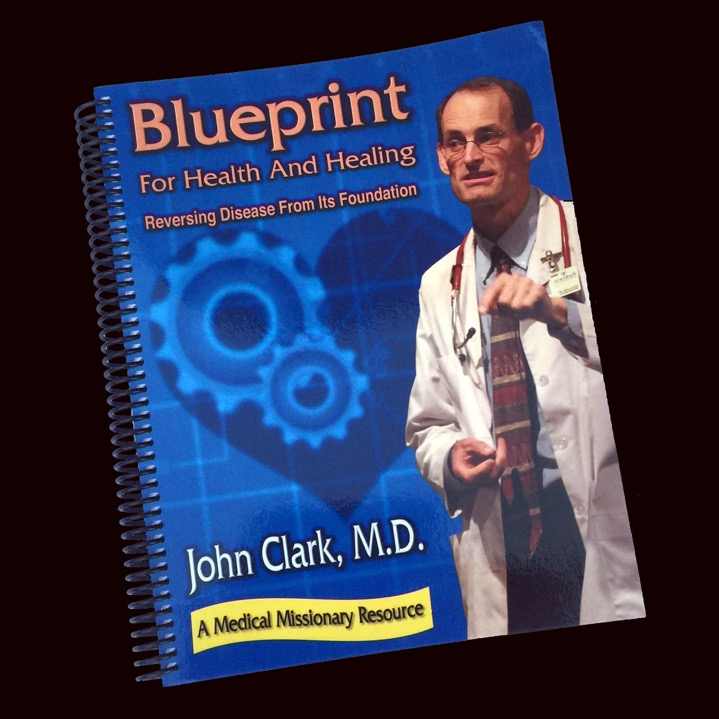 Blueprint
For Health And Healing
Reversing Disease From Its Foundation
John Clark, M.D.
A Medical Missionary Resource